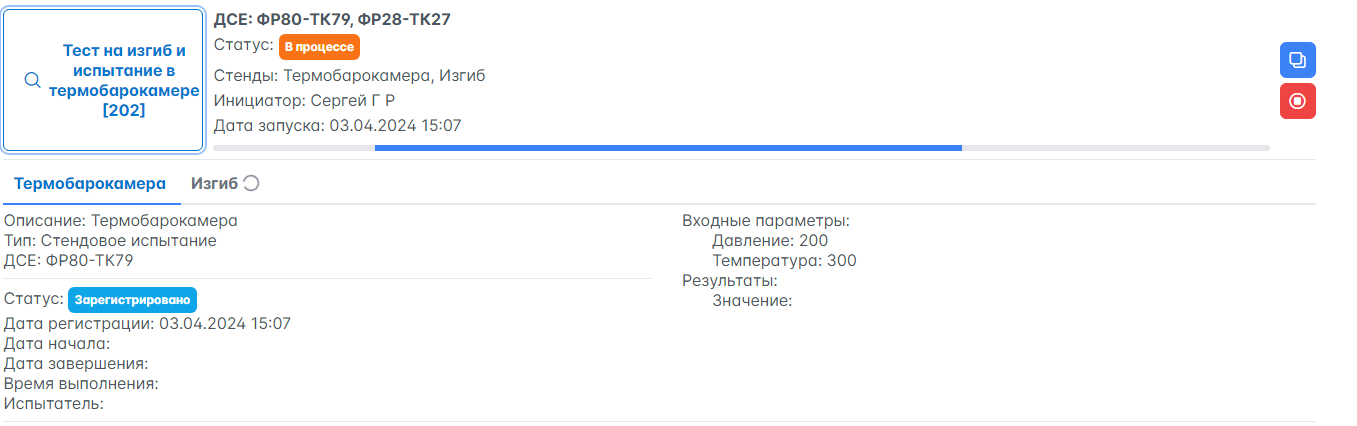 Тест на изгиб и
испытание в
термобарокамере
[202]
ДСЕ: ФР80-ТК79, ФР28-ТК27
Статус: В процессе
Стенды: Термобарокамера, Изгиб
Инициатор: Сергей Г Р
Дата запуска: 03.04.2024 15:07
Термобарокамера Изгиб
Описание: Термобарокамера
Тип: Стендовое испытание
ДСЕ: ФР80-ТК79
Статус: Зарегистрировано
Дата регистрации: 03.04.2024 15:07
Дата начала:
Дата завершения:
Время выполнения:
Испытатель:
Входные параметры:
Давление: 200
Температура: 300
Результаты:
Значение: